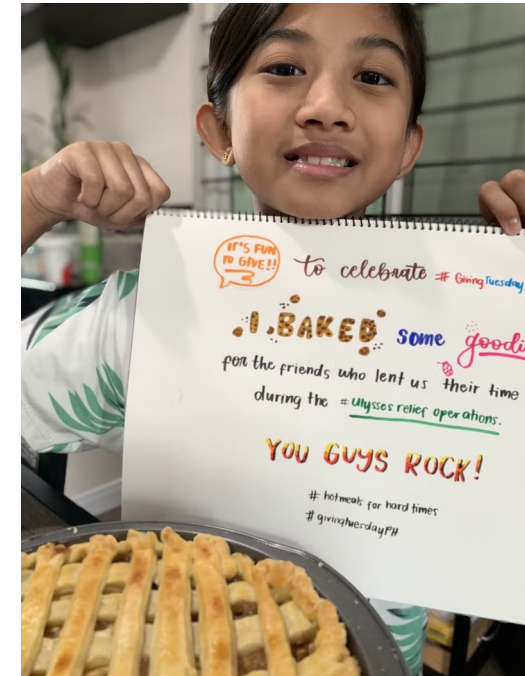 IT'S FUN
TO GIVE!!
to celebrate # GivingTuesday
I BAKED some
for the friends who lent us their time
during the # Ulysses relief operations.
YOU GUYS ROCK!
# hotmeals for hard times
# givingtuesdayPH